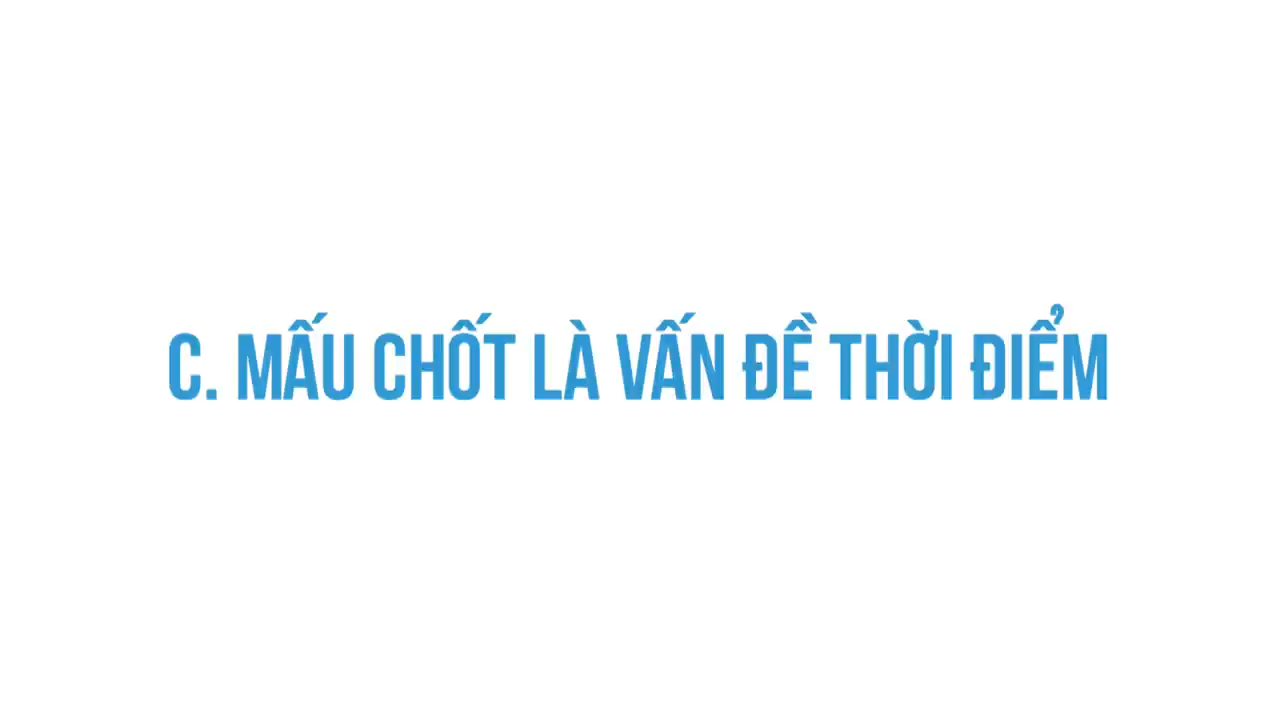 C. MẤU CHỐT LÀ VẤN ĐỀ THỜI ĐIỂM